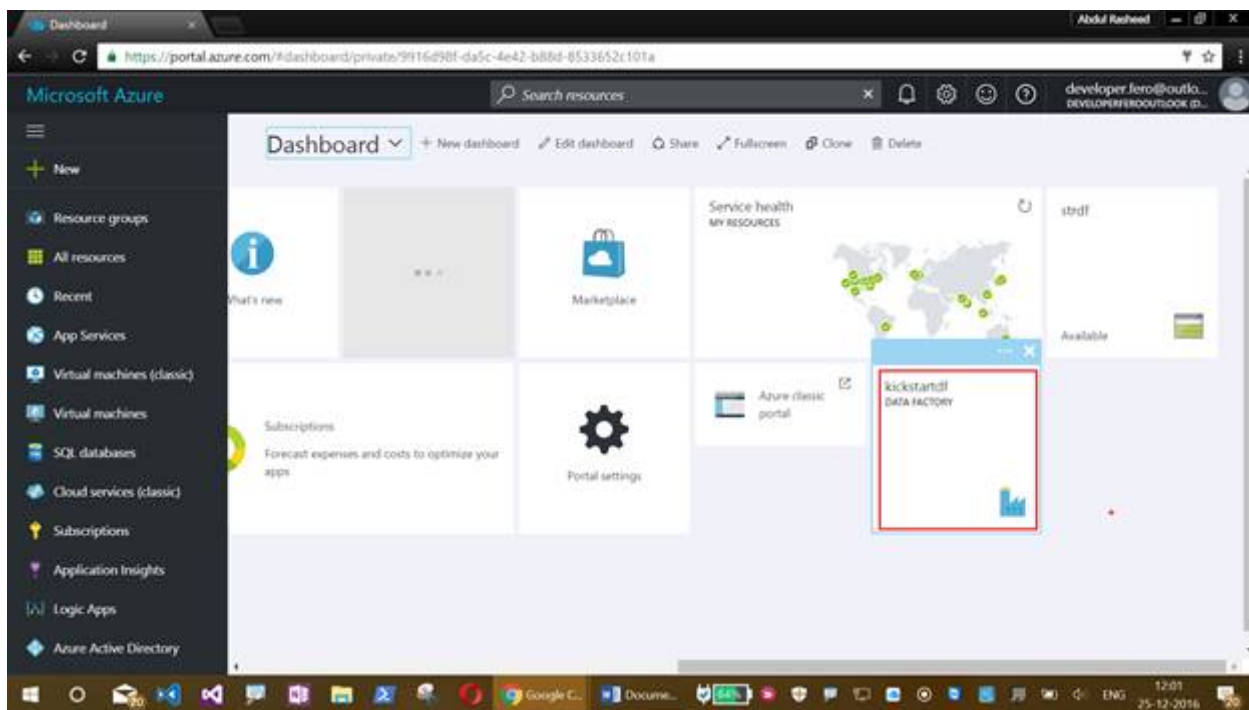 Dashboard
Abdul Rasheed
https://portal.azure.com/#dashboard/private/9916d98f-da5c-4e42-b88d-8533652c101a
Microsoft Azure
Search resources
developer.fero@outlo...
DEVELOPERFEROOUTLOOK (D...
Dashboard
+ New dashboard
Edit dashboard
Share
Fullscreen
Clone
Delete
New
Resource groups
All resources
Recent
App Services
Virtual machines (classic)
Virtual machines
SQL databases
Cloud services (classic)
Subscriptions
Application Insights
Logic Apps
Azure Active Directory
What's new
Marketplace
Service health
MY RESOURCES
strdf
Available
Subscriptions
Forecast expenses and costs to optimize your
apps
Portal settings
Azure classic
portal
kickstartdf
DATA FACTORY
Google C...
Docume...
64%
ENG
12:01
25-12-2016